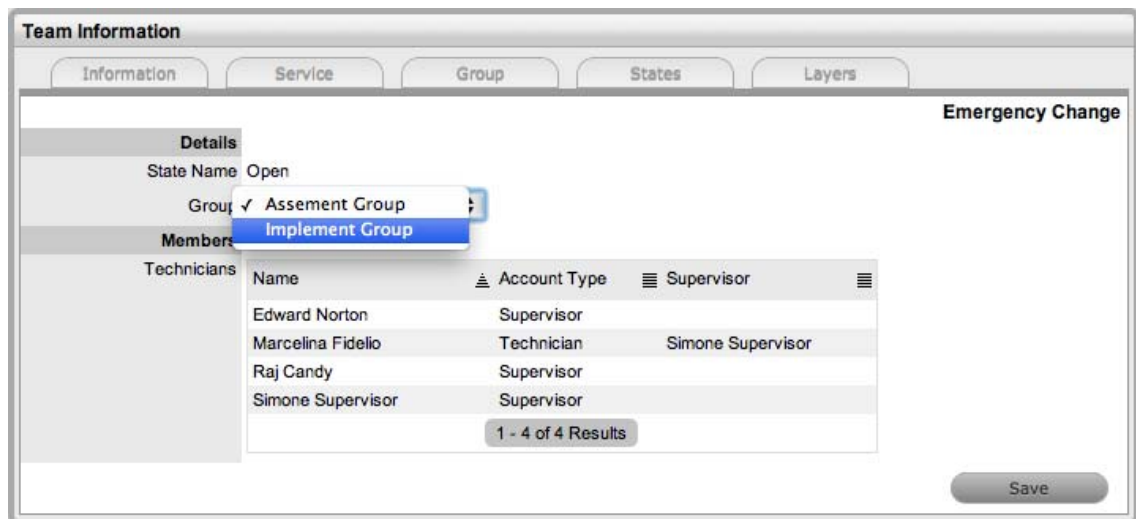 Team Information
Information Service Group States Layers
Emergency Change
Details
State Name Open
Group ✓ Assement Group
Implement Group
Members
Technicians
Name Account Type Supervisor
Edward Norton Supervisor
Marcelina Fidelio Technician Simone Supervisor
Raj Candy Supervisor
Simone Supervisor Supervisor
1 - 4 of 4 Results
Save